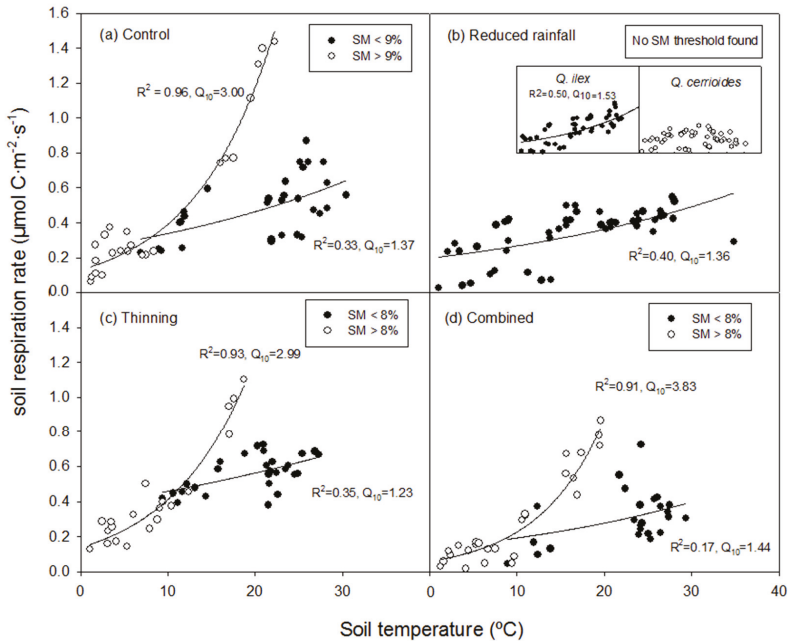 (a) Control
SM < 9%
SM > 9%
R² = 0.96, Q₁₀=3.00
R²=0.33, Q₁₀=1.37
(b) Reduced rainfall
No SM threshold found
Q. ilex
R2=0.50, Q₁₀=1.53
Q. cerrioides
R²=0.40, Q₁₀=1.36
(c) Thinning
SM < 8%
SM > 8%
R²=0.93, Q₁₀=2.99
R²=0.35, Q₁₀=1.23
(d) Combined
SM < 8%
SM > 8%
R²=0.91, Q₁₀=3.83
R²=0.17, Q₁₀=1.44
soil respiration rate (µmol C·m⁻²·s⁻¹)
1.6
1.4
1.2
1.0
0.8
0.6
0.4
0.2
0.0
1.4
1.2
1.0
0.8
0.6
0.4
0.2
0.0
0 10 20 30 0 10 20 30 40
Soil temperature (ºC)